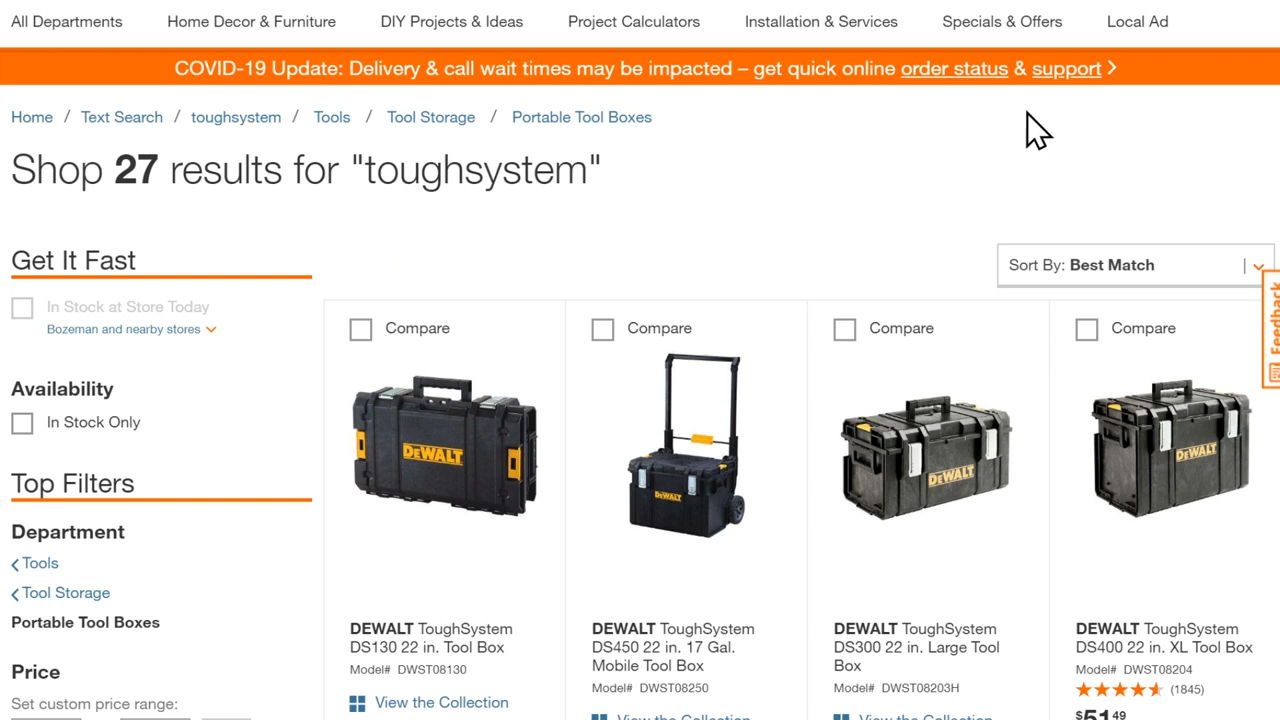 All Departments Home Decor & Furniture DIY Projects & Ideas Project Calculators Installation & Services Specials & Offers Local Ad
COVID-19 Update: Delivery & call wait times may be impacted – get quick online order status & support
Home / Text Search / toughsystem / Tools / Tool Storage / Portable Tool Boxes
Shop 27 results for "toughsystem"
Get It Fast
In Stock at Store Today
Bozeman and nearby stores
Availability
In Stock Only
Top Filters
Department
Tools
Tool Storage
Portable Tool Boxes
Price
Set custom price range:
Sort By: Best Match
Feedback
Compare
DEWALT
DEWALT ToughSystem
DS130 22 in. Tool Box
Model# DWST08130
View the Collection
Compare
DEWALT
DEWALT ToughSystem
DS450 22 in. 17 Gal.
Mobile Tool Box
Model# DWST08250
View the Collection
Compare
DEWALT
DEWALT ToughSystem
DS300 22 in. Large Tool
Box
Model# DWST08203H
View the Collection
Compare
DEWALT
DEWALT ToughSystem
DS400 22 in. XL Tool Box
Model# DWST08204
(1845)
$51.49